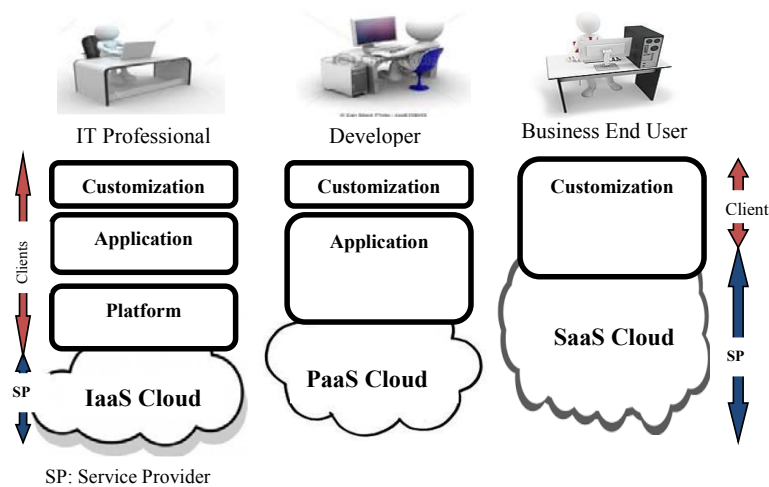 IT Professional
Developer
Business End User
Customization
Customization
Customization
Application
Application
Platform
Clients
Client
SP
SP
IaaS Cloud
PaaS Cloud
SaaS Cloud
SP: Service Provider